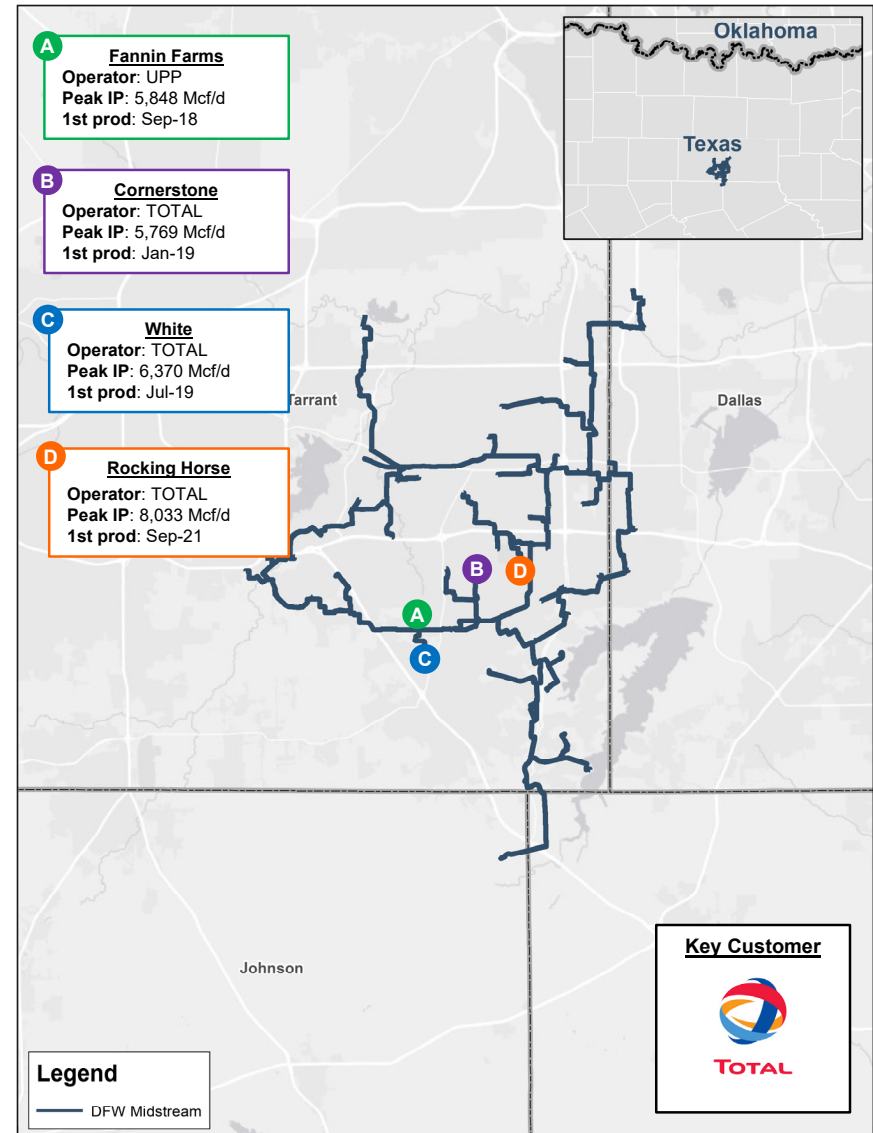 A
Fannin Farms
Operator: UPP
Peak IP: 5,848 Mcf/d
1st prod: Sep-18
B
Cornerstone
Operator: TOTAL
Peak IP: 5,769 Mcf/d
1st prod: Jan-19
C
White
Operator: TOTAL
Peak IP: 6,370 Mcf/d
1st prod: Jul-19
D
Rocking Horse
Operator: TOTAL
Peak IP: 8,033 Mcf/d
1st prod: Sep-21
Oklahoma
Texas
Tarrant
Dallas
B
D
A
C
Johnson
Key Customer
TOTAL
Legend
DFW Midstream